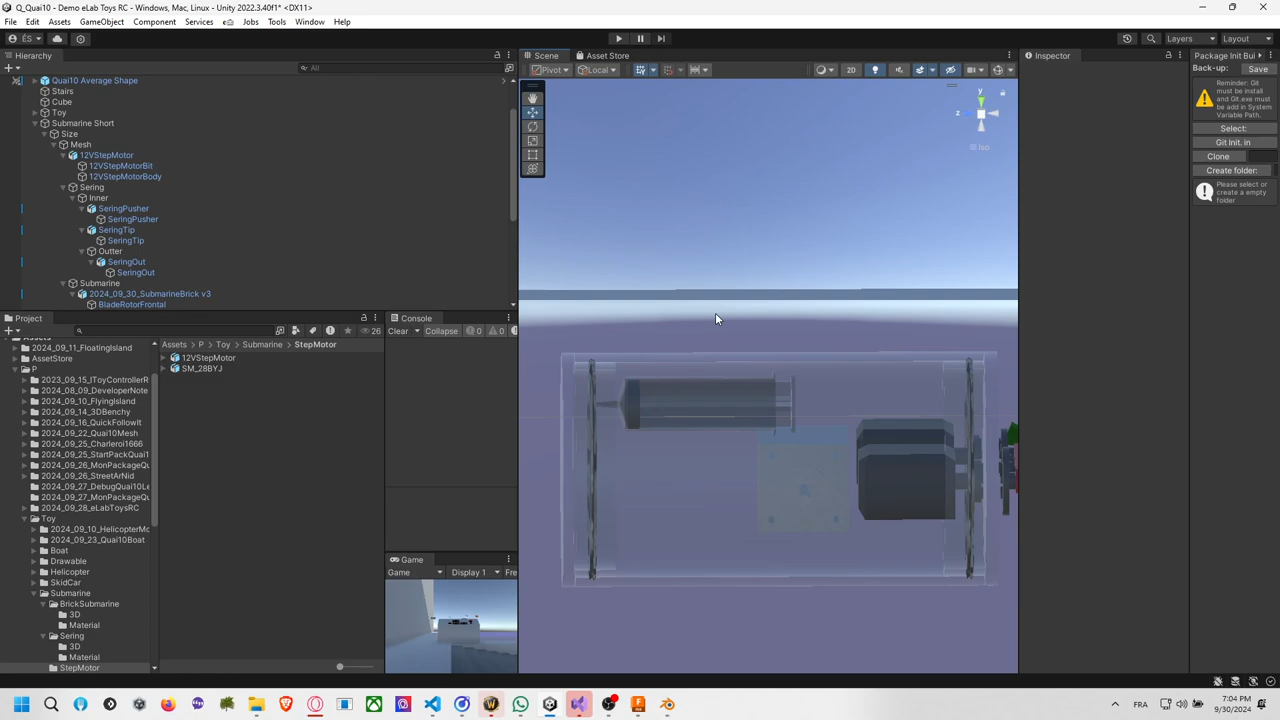 Q_Quai10 - Demo eLab Toys RC - Windows, Mac, Linux - Unity 2022.3.40f1* <DX11>
File Edit Assets GameObject Component Services Jobs Tools Window Help
ÉS Layers Layout
Hierarchy
All
Quai10 Average Shape
Stairs
Cube
Toy
Submarine Short
Size
Mesh
12VStepMotor
12VStepMotorBit
12VStepMotorBody
Sering
Inner
SeringPusher
SeringPusher
SeringTip
SeringTip
Outter
SeringOut
SeringOut
Submarine
2024_09_30_SubmarineBrick v3
BladeRotorFrontal
Scene Asset Store
Pivot Local 2D
y
z
Iso
Inspector
Package Init Bui
Back-up: Save
Reminder: Git must be install and Git.exe must be add in System Variable Path.
Select:
Git Init. in
Clone
Create folder:
Please select or create a empty folder
Project
26
Assets
2024_09_11_FloatingIsland
AssetStore
P
2023_09_15_IToyControllerR
2024_08_09_DeveloperNote
2024_09_10_FlyingIsland
2024_09_14_3DBenchy
2024_09_16_QuickFollowIt
2024_09_22_Quai10Mesh
2024_09_25_Charleroi1666
2024_09_25_StartPackQuai1
2024_09_26_MonPackageQu
2024_09_26_StreetArNid
2024_09_27_DebugQuai10Le
2024_09_27_MonPackageQu
2024_09_28_eLabToysRC
Toy
2024_09_10_HelicopterMc
2024_09_23_Quai10Boat
Boat
Drawable
Helicopter
SkidCar
Submarine
BrickSubmarine
3D
Material
Sering
3D
Material
StepMotor
Assets P Toy Submarine StepMotor
12VStepMotor
SM_28BYJ
Console
Clear Collapse 0 0
Game
Game Display 1 Fre
FRE 7:04 PM
9/30/2024